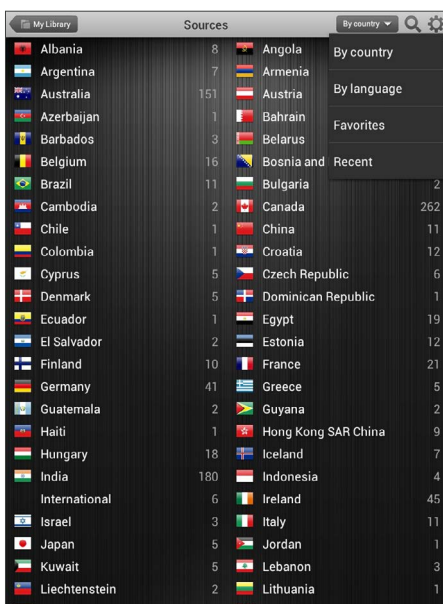 My Library Sources By country
Albania 8 Angola By country
Argentina 7 Armenia
Australia 151 Austria By language
Azerbaijan 1 Bahrain Favorites
Barbados 3 Belarus
Belgium 16 Bosnia and Recent
Brazil 11 Bulgaria 2
Cambodia 2 Canada 262
Chile 1 China 11
Colombia 1 Croatia 12
Cyprus 5 Czech Republic 6
Denmark 5 Dominican Republic 1
Ecuador 1 Egypt 19
El Salvador 2 Estonia 12
Finland 10 France 21
Germany 41 Greece 5
Guatemala 2 Guyana 2
Haiti 1 Hong Kong SAR China 9
Hungary 18 Iceland 7
India 180 Indonesia 4
International 6 Ireland 45
Israel 3 Italy 11
Japan 5 Jordan 1
Kuwait 5 Lebanon 3
Liechtenstein 2 Lithuania 1